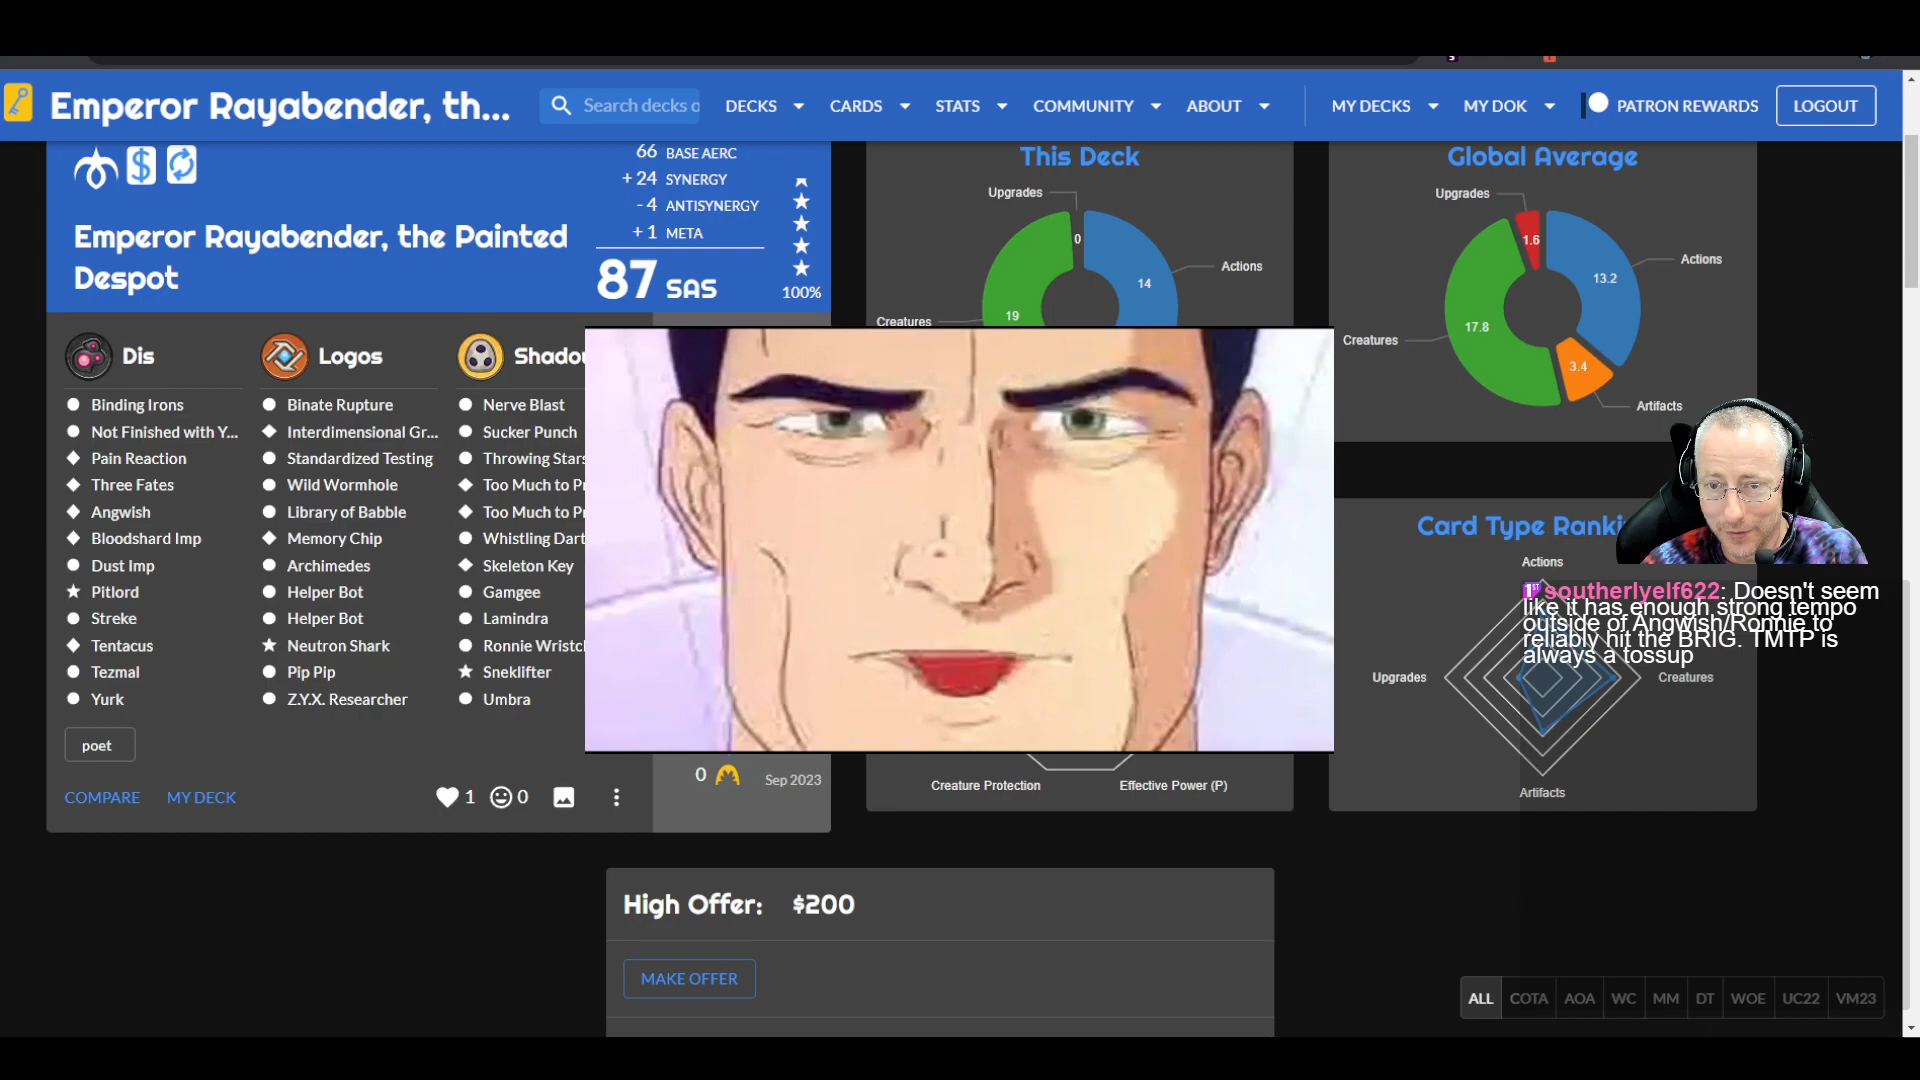 Emperor Rayabender, th...
Search decks o
DECKS
CARDS
STATS
COMMUNITY
ABOUT
MY DECKS
MY DOK
PATRON REWARDS
LOGOUT
66 BASE AERC
+ 24 SYNERGY
- 4 ANTISYNERGY
+ 1 META
87 SAS
100%
Emperor Rayabender, the Painted
Despot
Dis
Binding Irons
Not Finished with Y...
Pain Reaction
Three Fates
Angwish
Bloodshard Imp
Dust Imp
Pitlord
Streke
Tentacus
Tezmal
Yurk
Logos
Binate Rupture
Interdimensional Gr...
Standardized Testing
Wild Wormhole
Library of Babble
Memory Chip
Archimedes
Helper Bot
Helper Bot
Neutron Shark
Pip Pip
Z.Y.X. Researcher
Shadou
Nerve Blast
Sucker Punch
Throwing Stars
Too Much to Pr
Too Much to Pr
Whistling Dart
Skeleton Key
Gamgee
Lamindra
Ronnie Wristcl
Sneklifter
Umbra
poet
COMPARE
MY DECK
1
0
0
Sep 2023
This Deck
Upgrades
0
Actions
14
Creatures
19
Creature Protection
Effective Power (P)
Global Average
Upgrades
1.6
Actions
13.2
Creatures
17.8
3.4
Artifacts
Card Type Ranki
Actions
Upgrades
Creatures
Artifacts
1ST southerlyelf622: Doesn't seem
like it has enough strong tempo
outside of Angwish/Ronnie to
reliably hit the BRIG. TMTP is
always a tossup
High Offer: $200
MAKE OFFER
ALL
COTA
AOA
WC
MM
DT
WOE
UC22
VM23